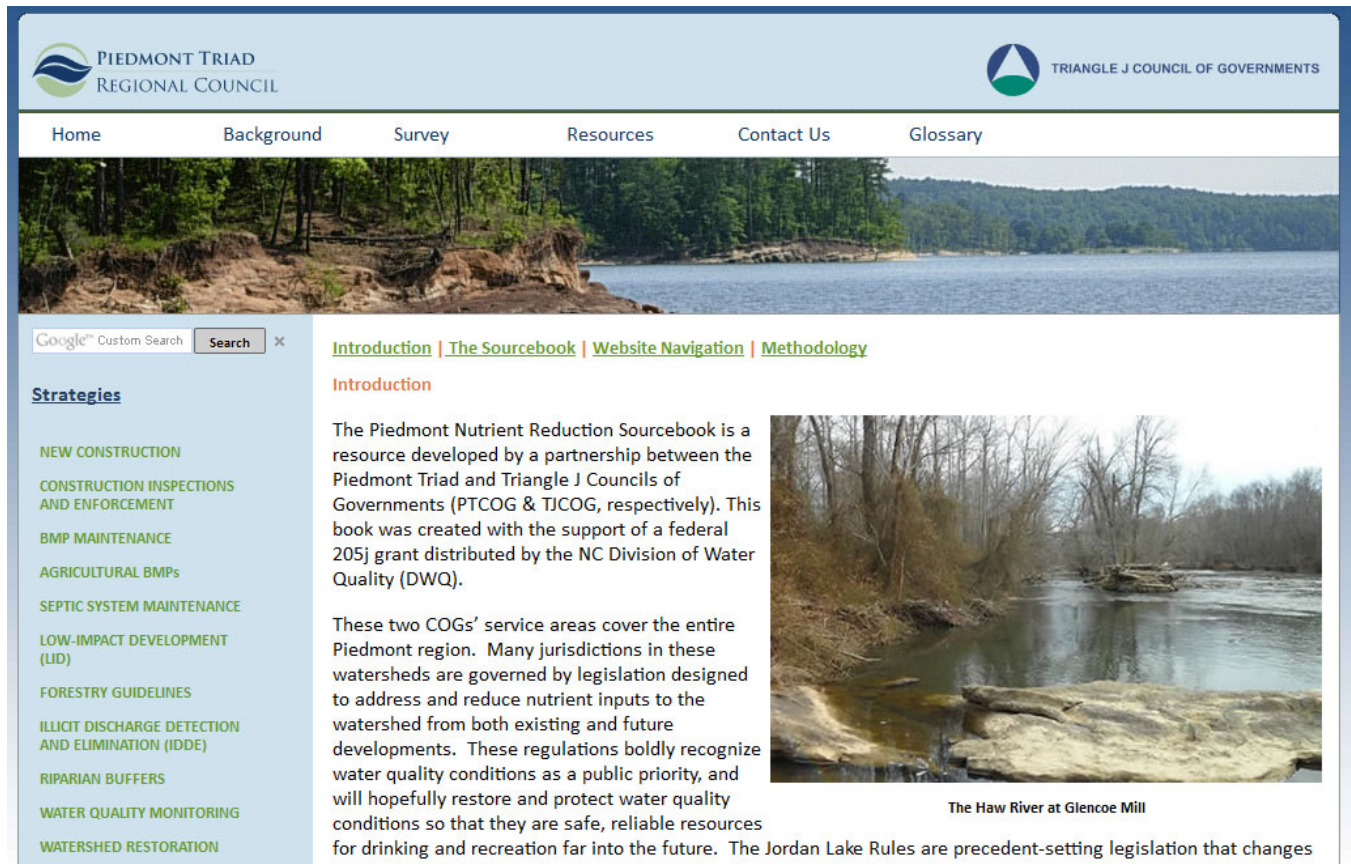 PIEDMONT TRIAD
REGIONAL COUNCIL
TRIANGLE J COUNCIL OF GOVERNMENTS
Home Background Survey Resources Contact Us Glossary
Google™ Custom Search Search ×
Strategies
NEW CONSTRUCTION
CONSTRUCTION INSPECTIONS
AND ENFORCEMENT
BMP MAINTENANCE
AGRICULTURAL BMPs
SEPTIC SYSTEM MAINTENANCE
LOW-IMPACT DEVELOPMENT
(LID)
FORESTRY GUIDELINES
ILLICIT DISCHARGE DETECTION
AND ELIMINATION (IDDE)
RIPARIAN BUFFERS
WATER QUALITY MONITORING
WATERSHED RESTORATION
Introduction | The Sourcebook | Website Navigation | Methodology
Introduction
The Piedmont Nutrient Reduction Sourcebook is a
resource developed by a partnership between the
Piedmont Triad and Triangle J Councils of
Governments (PTCOG & TJCOG, respectively). This
book was created with the support of a federal
205j grant distributed by the NC Division of Water
Quality (DWQ).
These two COGs’ service areas cover the entire
Piedmont region. Many jurisdictions in these
watersheds are governed by legislation designed
to address and reduce nutrient inputs to the
watershed from both existing and future
developments. These regulations boldly recognize
water quality conditions as a public priority, and
will hopefully restore and protect water quality
conditions so that they are safe, reliable resources
for drinking and recreation far into the future. The Jordan Lake Rules are precedent-setting legislation that changes
The Haw River at Glencoe Mill